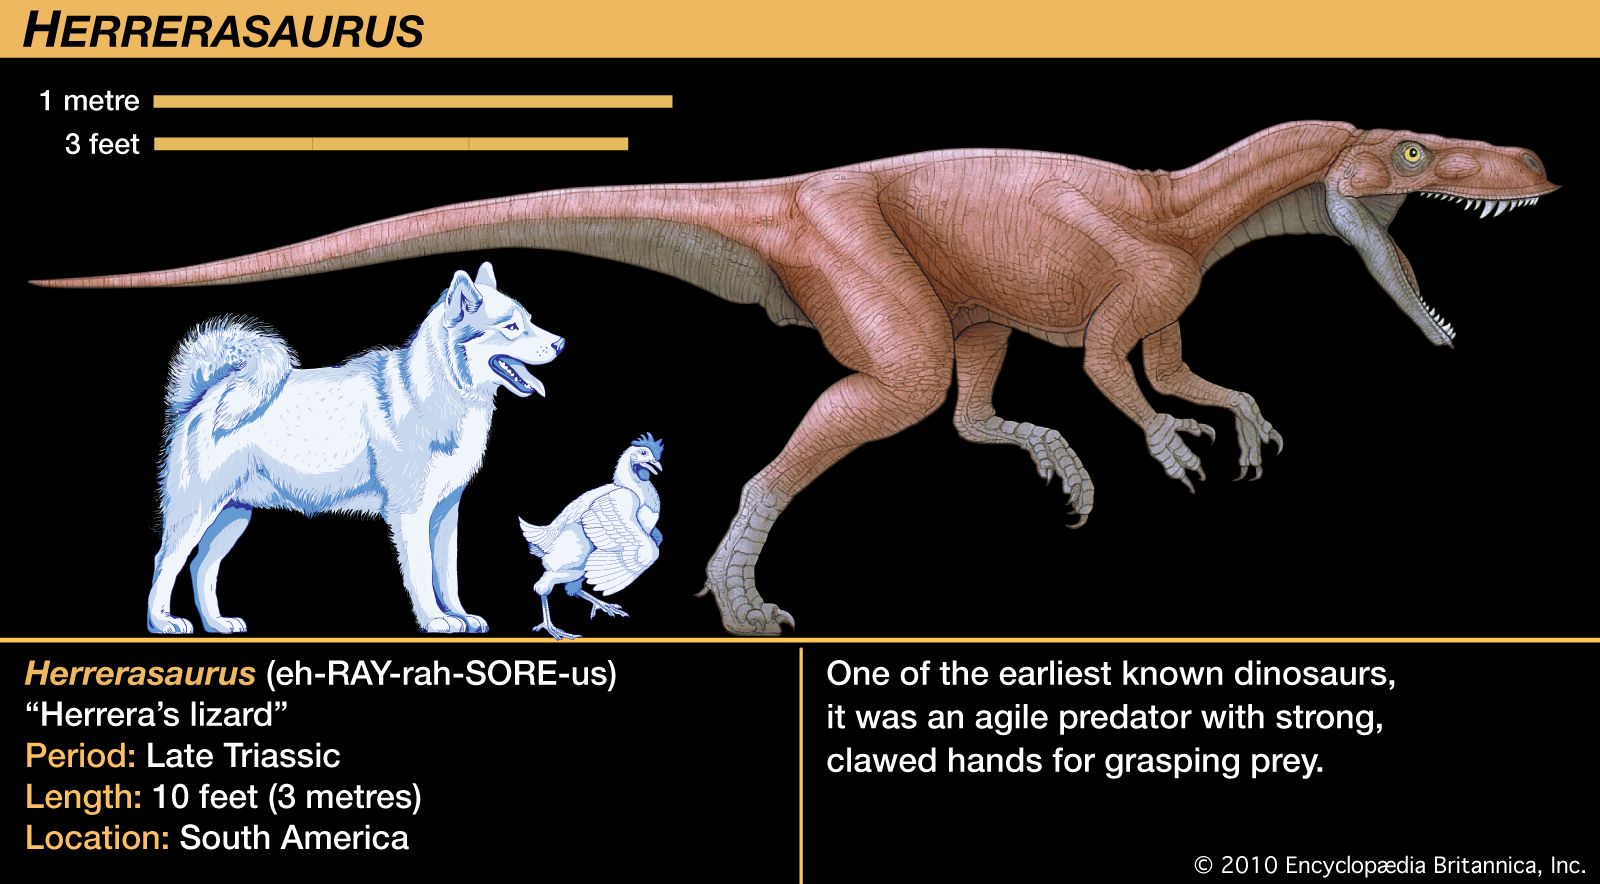 HERRERASAURUS
1 metre
3 feet
Herrerasaurus (eh-RAY-rah-SORE-us)
“Herrera’s lizard”
Period: Late Triassic
Length: 10 feet (3 metres)
Location: South America
One of the earliest known dinosaurs,
it was an agile predator with strong,
clawed hands for grasping prey.
© 2010 Encyclopædia Britannica, Inc.